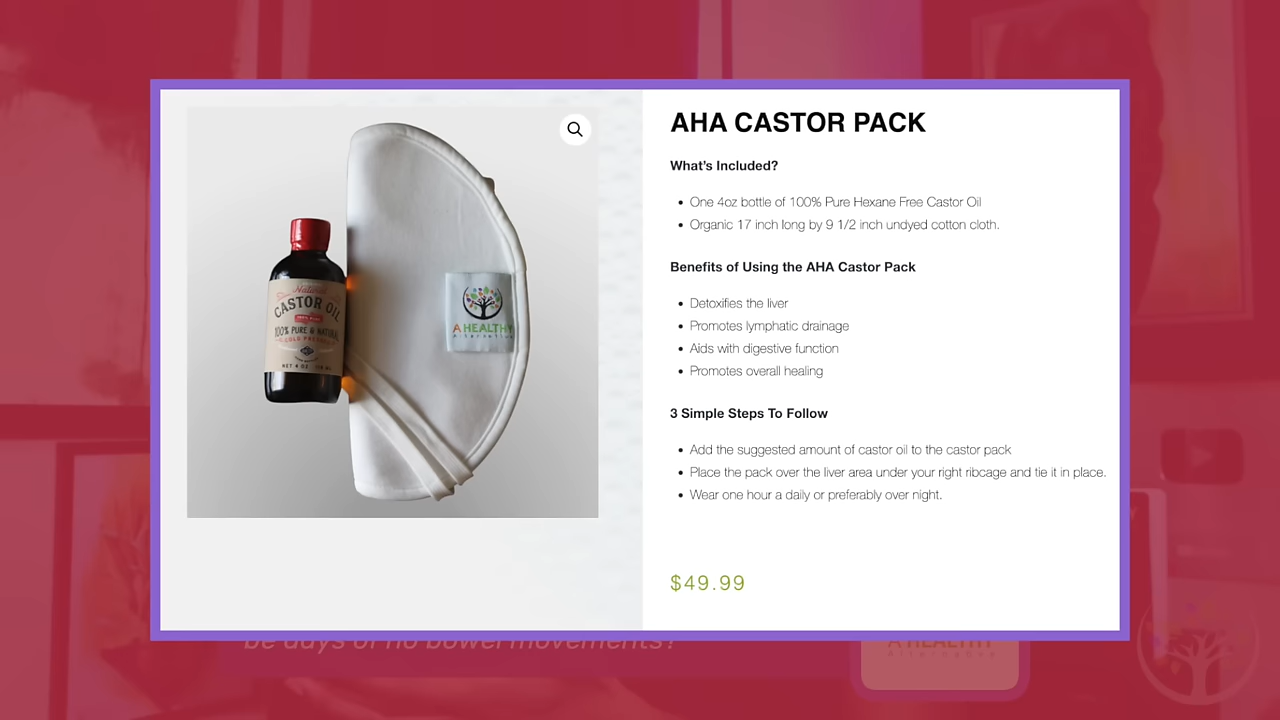 AHA CASTOR PACK
What's Included?
One 4oz bottle of 100% Pure Hexane Free Castor Oil
Organic 17 inch long by 9 1/2 inch undyed cotton cloth.
Benefits of Using the AHA Castor Pack
Detoxifies the liver
Promotes lymphatic drainage
Aids with digestive function
Promotes overall healing
3 Simple Steps To Follow
Add the suggested amount of castor oil to the castor pack
Place the pack over the liver area under your right ribcage and tie it in place.
Wear one hour a daily or preferably over night.
$49.99
CASTOR OIL
100% PURE & NATURAL
COLD PRESSED
NET 4 OZ
A HEALTHY
Alternative
be days of no bowel movements?
A HEALTHY
Alternative